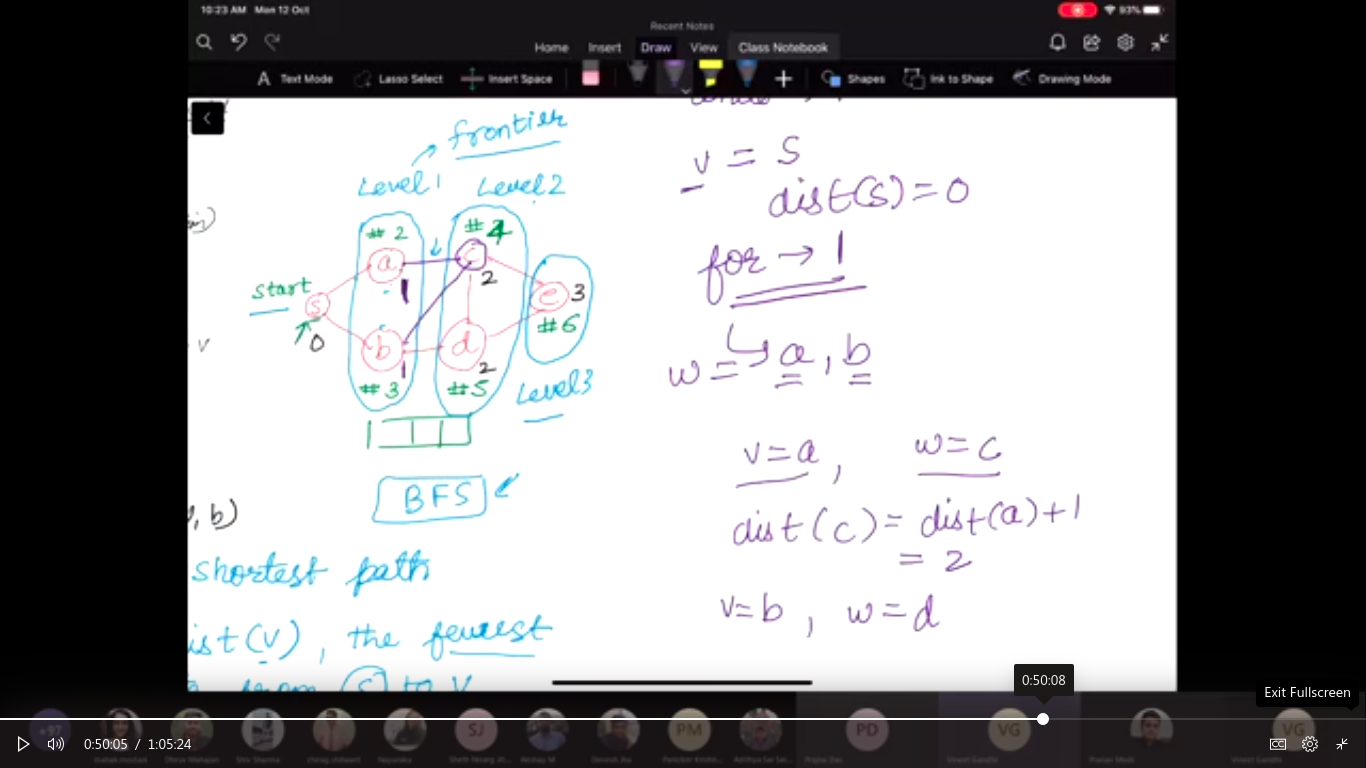 10:23 AM Mon 12 Oct
93%
Recent Notes
Home Insert Draw View Class Notebook
Text Mode Lasso Select Insert Space Shapes Ink to Shape Drawing Mode
frontier
Level 1 Level 2
#2 #4
a c
1 2
start
s
0
e 3
#6
b d
1 2
#3 #5
Level 3
BFS
, b)
shortest path
ist(v), the fewest
from (s) to v
v
v = s
dist(s) = 0
for → 1
w = a, b
v = a, w = c
dist(c) = dist(a)+1
= 2
v=b, w=d
0:50:08
Exit Fullscreen
SJ PM PD VG VG
0:50:05 / 1:05:24
CC